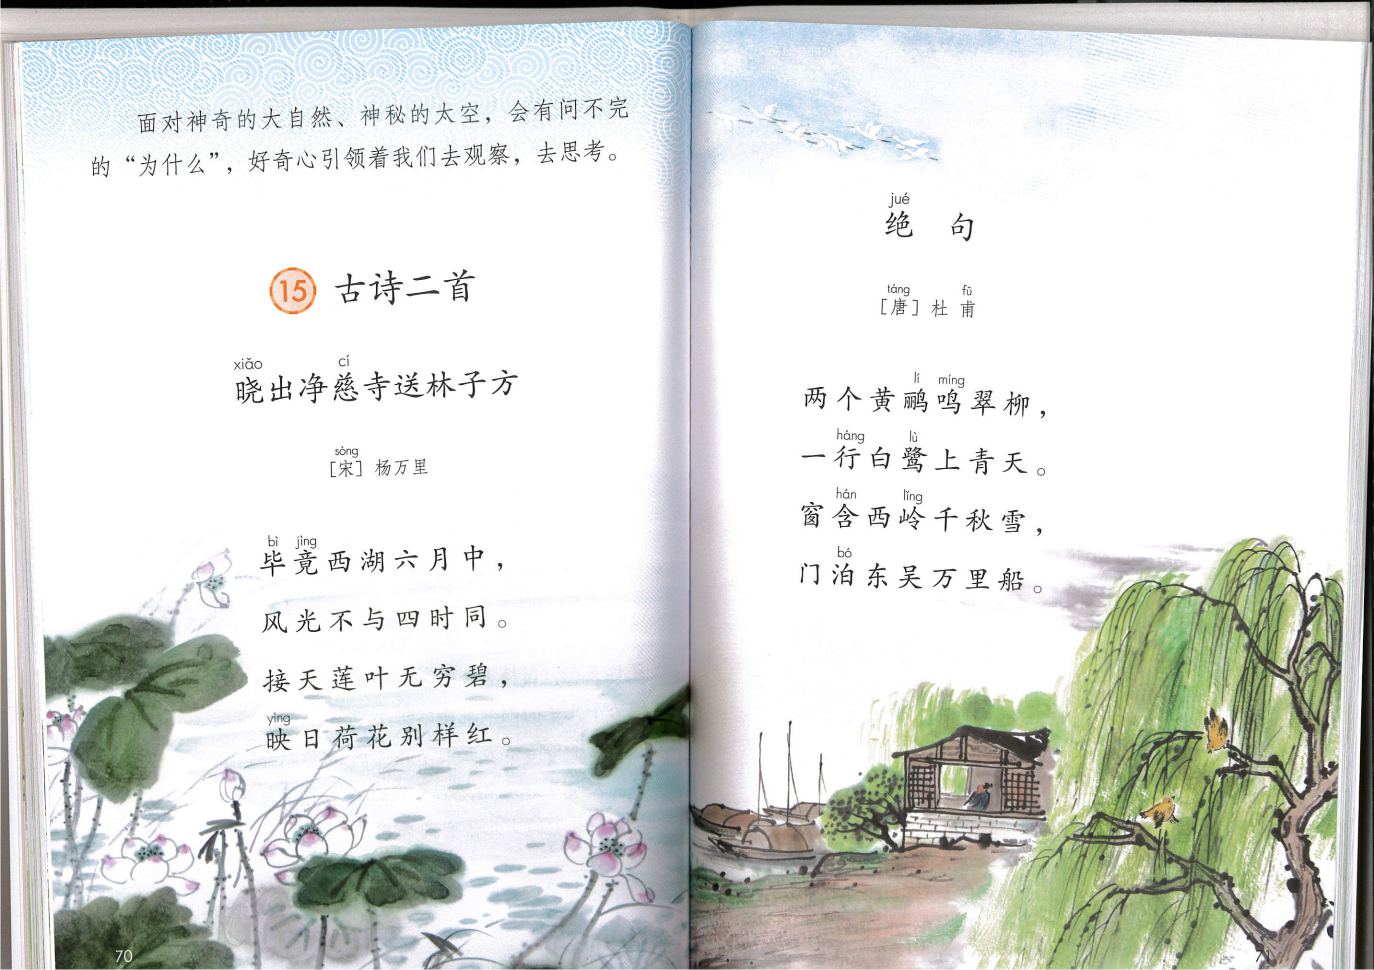 面对神奇的大自然、神秘的太空，会有问不完
的“为什么”，好奇心引领着我们去观察，去思考。
15 古诗二首
xiǎo cí
晓出净慈寺送林子方
sòng
［宋］杨万里
bì jìng
毕竟西湖六月中，
风光不与四时同。
接天莲叶无穷碧，
yìng
映日荷花别样红。
70
jué
绝句
táng fǔ
［唐］杜甫
lí míng
两个黄鹂鸣翠柳，
háng lù
一行白鹭上青天。
hán lǐng
窗含西岭千秋雪，
bó
门泊东吴万里船。